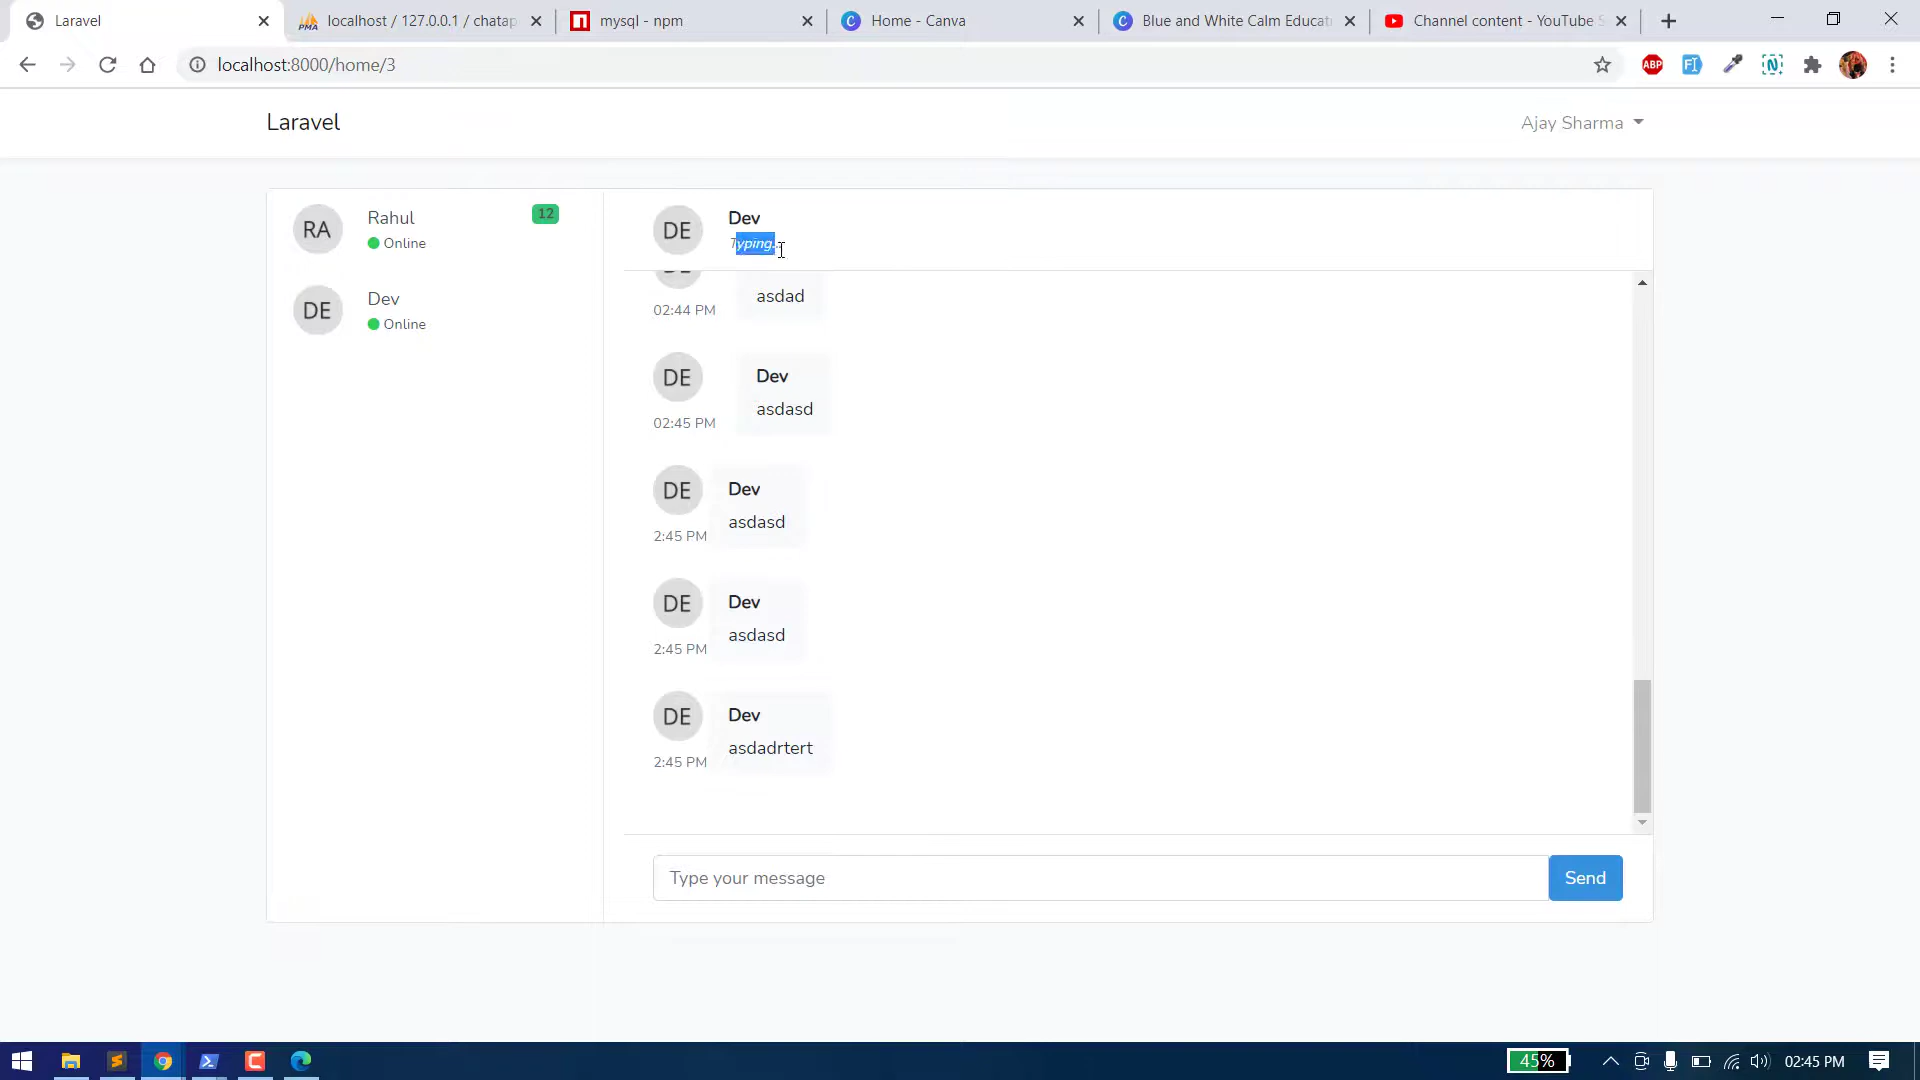 Laravel
localhost / 127.0.0.1 / chatap
mysql - npm
Home - Canva
Blue and White Calm Educat
Channel content - YouTube S
localhost:8000/home/3
ABP
Laravel
Ajay Sharma
RA
Rahul
12
Online
DE
Dev
Online
DE
Dev
Typing..
asdad
02:44 PM
DE
Dev
asdasd
02:45 PM
DE
Dev
asdasd
2:45 PM
DE
Dev
asdasd
2:45 PM
DE
Dev
asdadrtert
2:45 PM
Type your message
Send
45%
02:45 PM